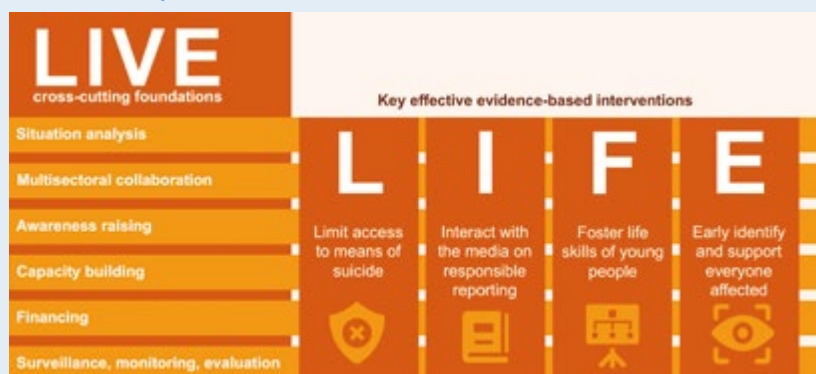 LIVE
cross-cutting foundations
Key effective evidence-based interventions
Situation analysis
Multisectoral collaboration
Awareness raising
Capacity building
Financing
Surveillance, monitoring, evaluation
L
Limit access
to means of
suicide
I
Interact with
the media on
responsible
reporting
F
Foster life
skills of young
people
E
Early identify
and support
everyone
affected